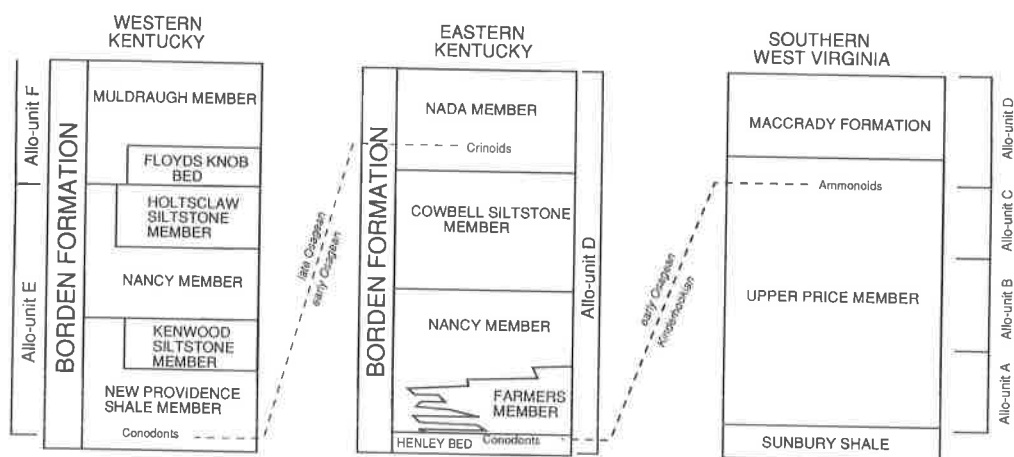 WESTERN
KENTUCKY
Allo-unit F
Allo-unit E
BORDEN FORMATION
MULDRAUGH MEMBER
FLOYDS KNOB
BED
HOLTSCLAW
SILTSTONE
MEMBER
NANCY MEMBER
KENWOOD
SILTSTONE
MEMBER
NEW PROVIDENCE
SHALE MEMBER
Conodonts
late Osagean
early Osagean
EASTERN
KENTUCKY
BORDEN FORMATION
NADA MEMBER
Crinoids
COWBELL SILTSTONE
MEMBER
NANCY MEMBER
FARMERS
MEMBER
HENLEY BED
Conodonts
Allo-unit D
early Osagean
Kinderhookian
SOUTHERN
WEST VIRGINIA
MACCRADY FORMATION
Ammonoids
UPPER PRICE MEMBER
SUNBURY SHALE
Allo-unit D
Allo-unit C
Allo-unit B
Allo-unit A